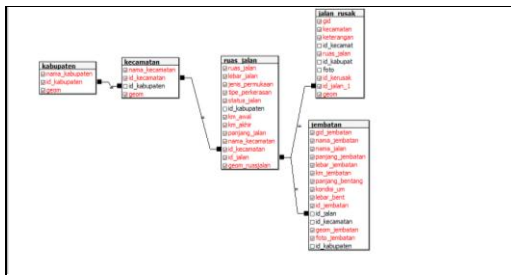 kabupaten
nama_kabupaten
id_kabupaten
geom
kecamatan
nama_kecamatan
id_kecamatan
id_kabupaten
geom
ruas_jalan
ruas_jalan
lebar_jalan
jenis_permukaan
tipe_perkerasan
status_jalan
id_kabupaten
km_awal
km_akhir
panjang_jalan
nama_kecamatan
id_kecamatan
id_jalan
geom_ruasjalan
jalan_rusak
gid
kecamatan
keterangan
id_kecamat
ruas_jalan
id_kabupat
foto
id_kerusak
id_jalan_1
geom
jembatan
gid_jembatan
nama_jembatan
nama_jalan
panjang_jembatan
lebar_jembatan
km_jembatan
panjang_bentang
kondisi_um
lebar_bent
id_jembatan
id_jalan
id_kecamatan
geom_jembatan
foto_jembatan
id_kabupaten